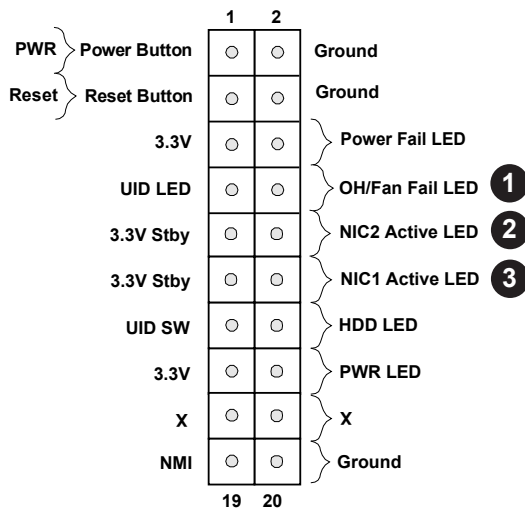 1 2
PWR Power Button Ground
Reset Reset Button Ground
3.3V Power Fail LED
UID LED OH/Fan Fail LED 1
3.3V Stby NIC2 Active LED 2
3.3V Stby NIC1 Active LED 3
UID SW HDD LED
3.3V PWR LED
X X
NMI Ground
19 20